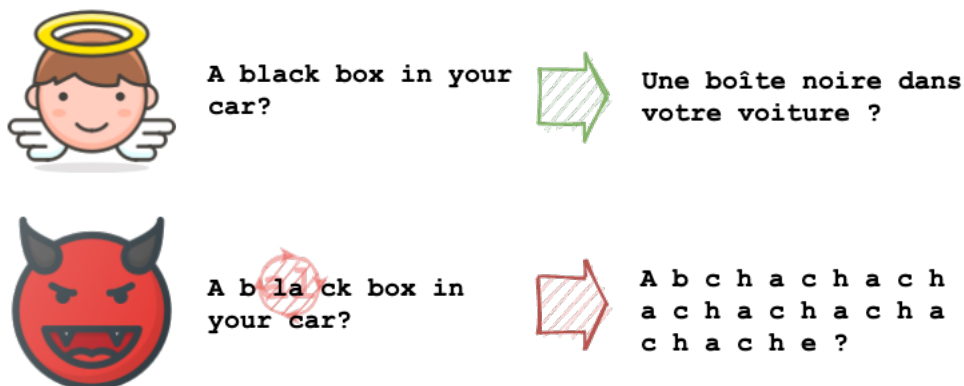 A black box in your
car?
Une boîte noire dans
votre voiture ?
A b la ck box in
your car?
A b c h a c h a c h
a c h a c h a c h a
c h a c h e ?